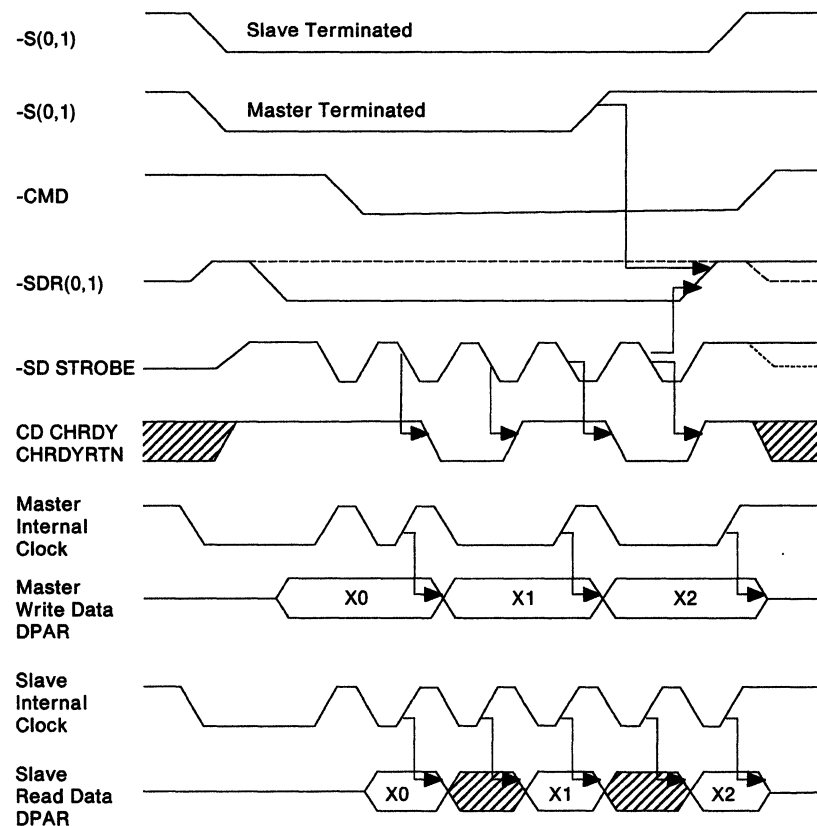 -S(0,1)
Slave Terminated
-S(0,1)
Master Terminated
-CMD
-SDR(0,1)
-SD STROBE
CD CHRDY
CHRDYRTN
Master
Internal
Clock
Master
Write Data
DPAR
X0
X1
X2
Slave
Internal
Clock
Slave
Read Data
DPAR
X0
X1
X2